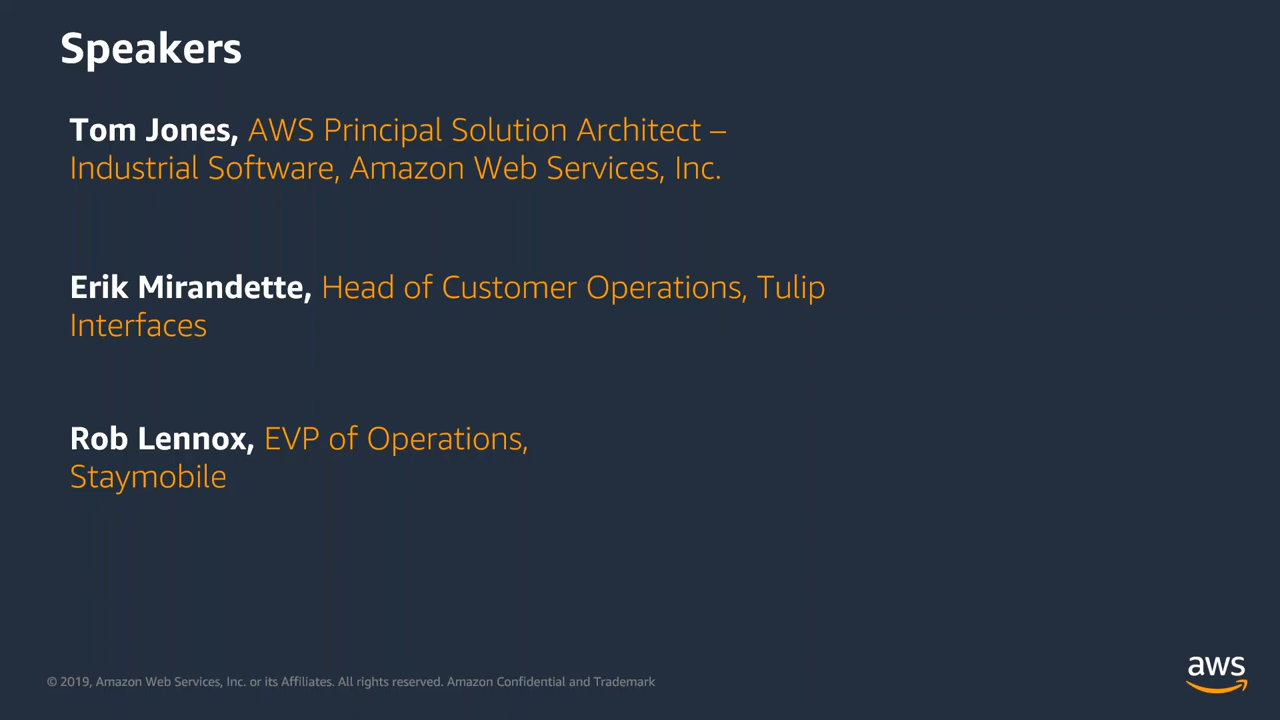 Speakers
Tom Jones, AWS Principal Solution Architect –
Industrial Software, Amazon Web Services, Inc.
Erik Mirandette, Head of Customer Operations, Tulip
Interfaces
Rob Lennox, EVP of Operations,
Staymobile
© 2019, Amazon Web Services, Inc. or its Affiliates. All rights reserved. Amazon Confidential and Trademark
aws